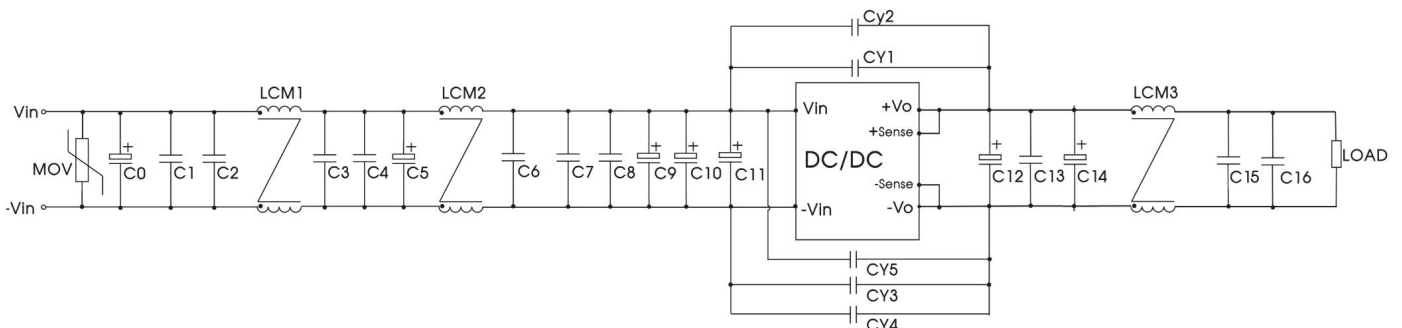 Cy2
CY1
LCM1
LCM2
LCM3
Vin
Vin
+Vo
+Sense
MOV
+
C0
C1
C2
C3
C4
+
C5
C6
C7
C8
+
C9
+
C10
+
C11
DC/DC
+
C12
C13
+
C14
C15
C16
LOAD
-Sense
-Vin
-Vin
-Vo
CY5
CY3
CY4